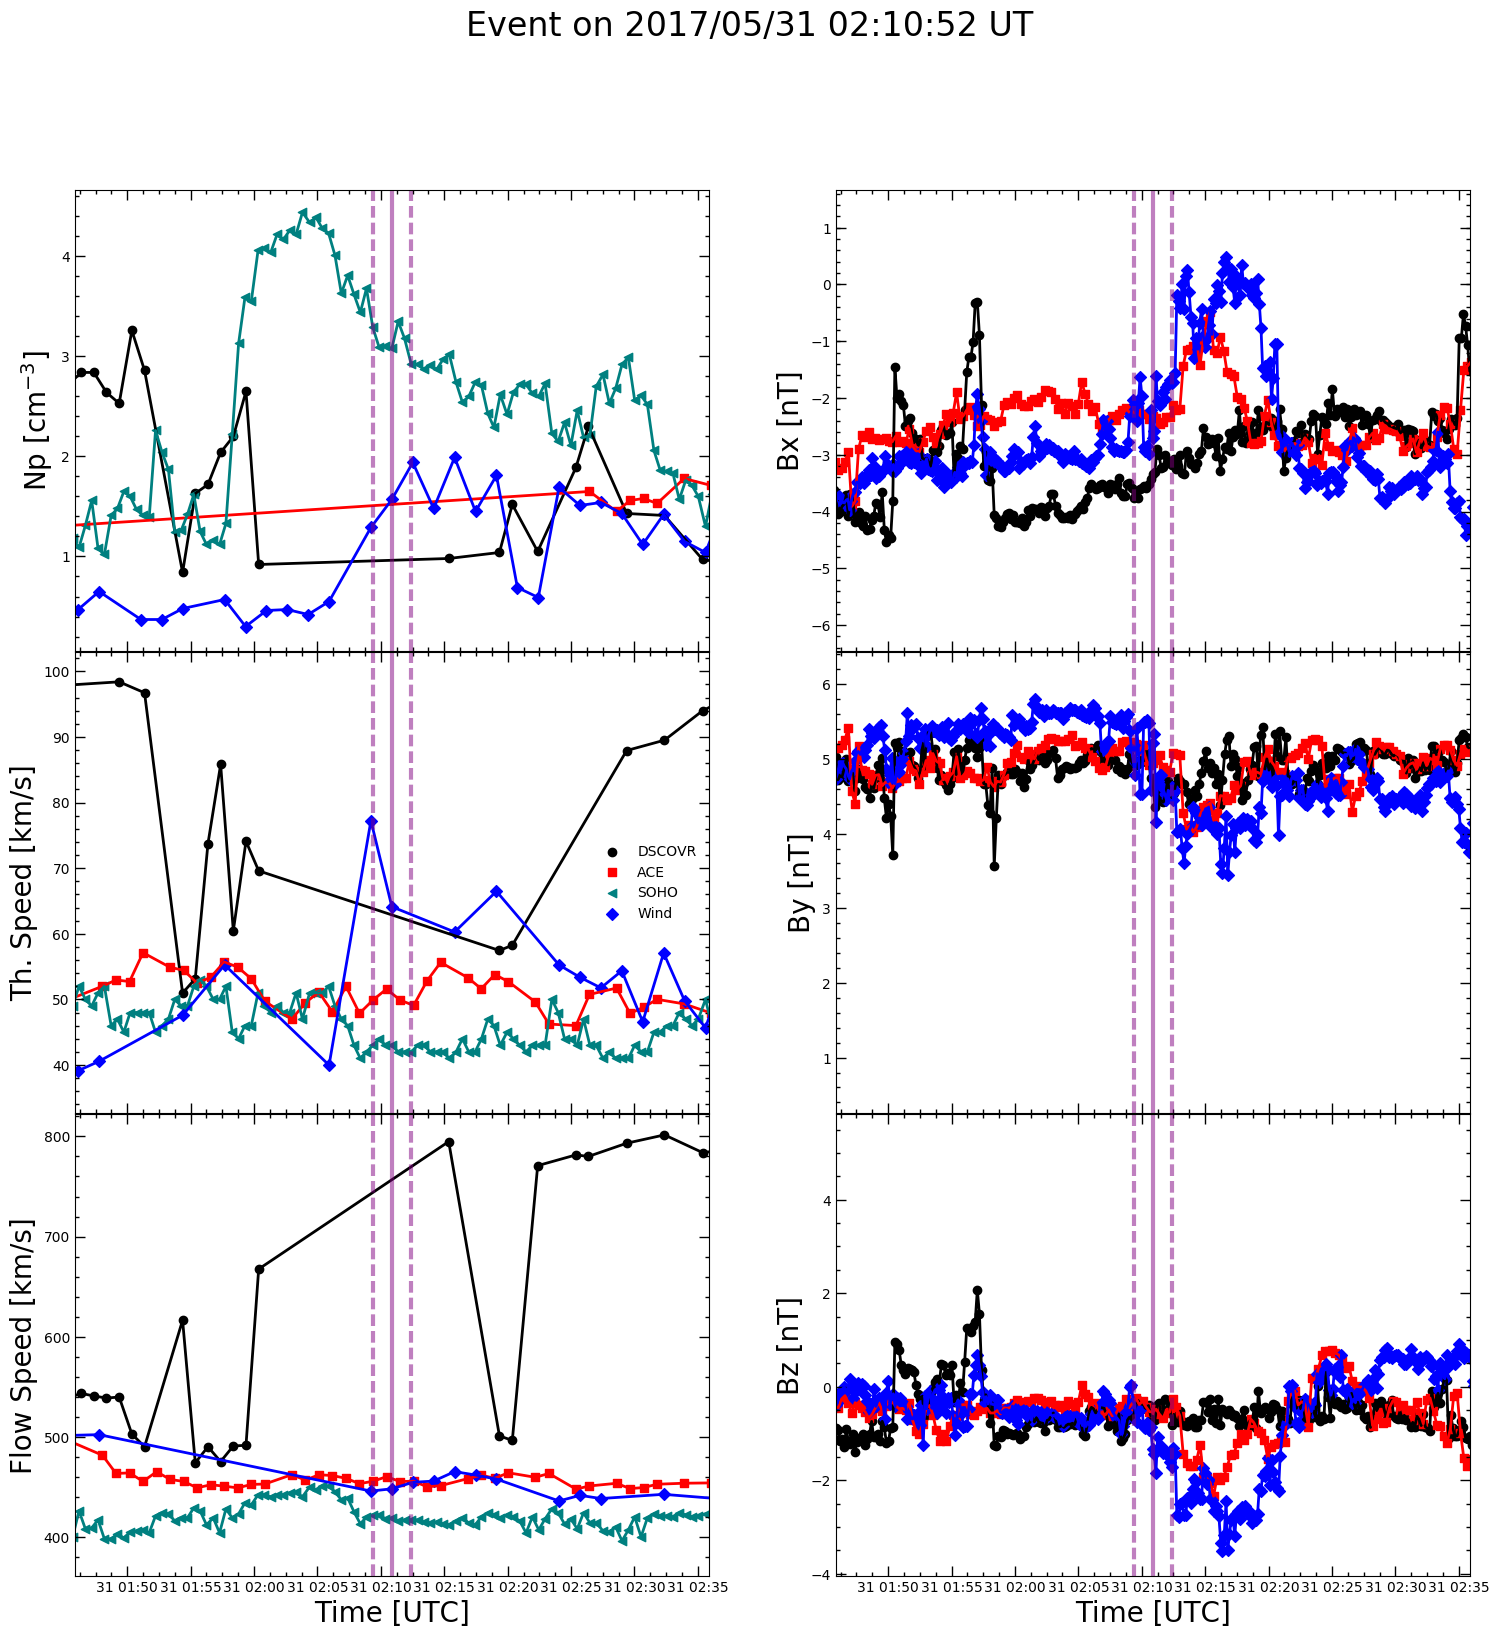 Event on 2017/05/31 02:10:52 UT
Np [cm⁻³]
4
3
2
1
Th. Speed [km/s]
100
90
80
70
60
50
40
DSCOVR
ACE
SOHO
Wind
Flow Speed [km/s]
800
700
600
500
400
31 01:50 31 01:55 31 02:00 31 02:05 31 02:10 31 02:15 31 02:20 31 02:25 31 02:30 31 02:35
Time [UTC]
Bx [nT]
1
0
−1
−2
−3
−4
−5
−6
By [nT]
6
5
4
3
2
1
Bz [nT]
4
2
0
−2
−4
31 01:50 31 01:55 31 02:00 31 02:05 31 02:10 31 02:15 31 02:20 31 02:25 31 02:30 31 02:35
Time [UTC]